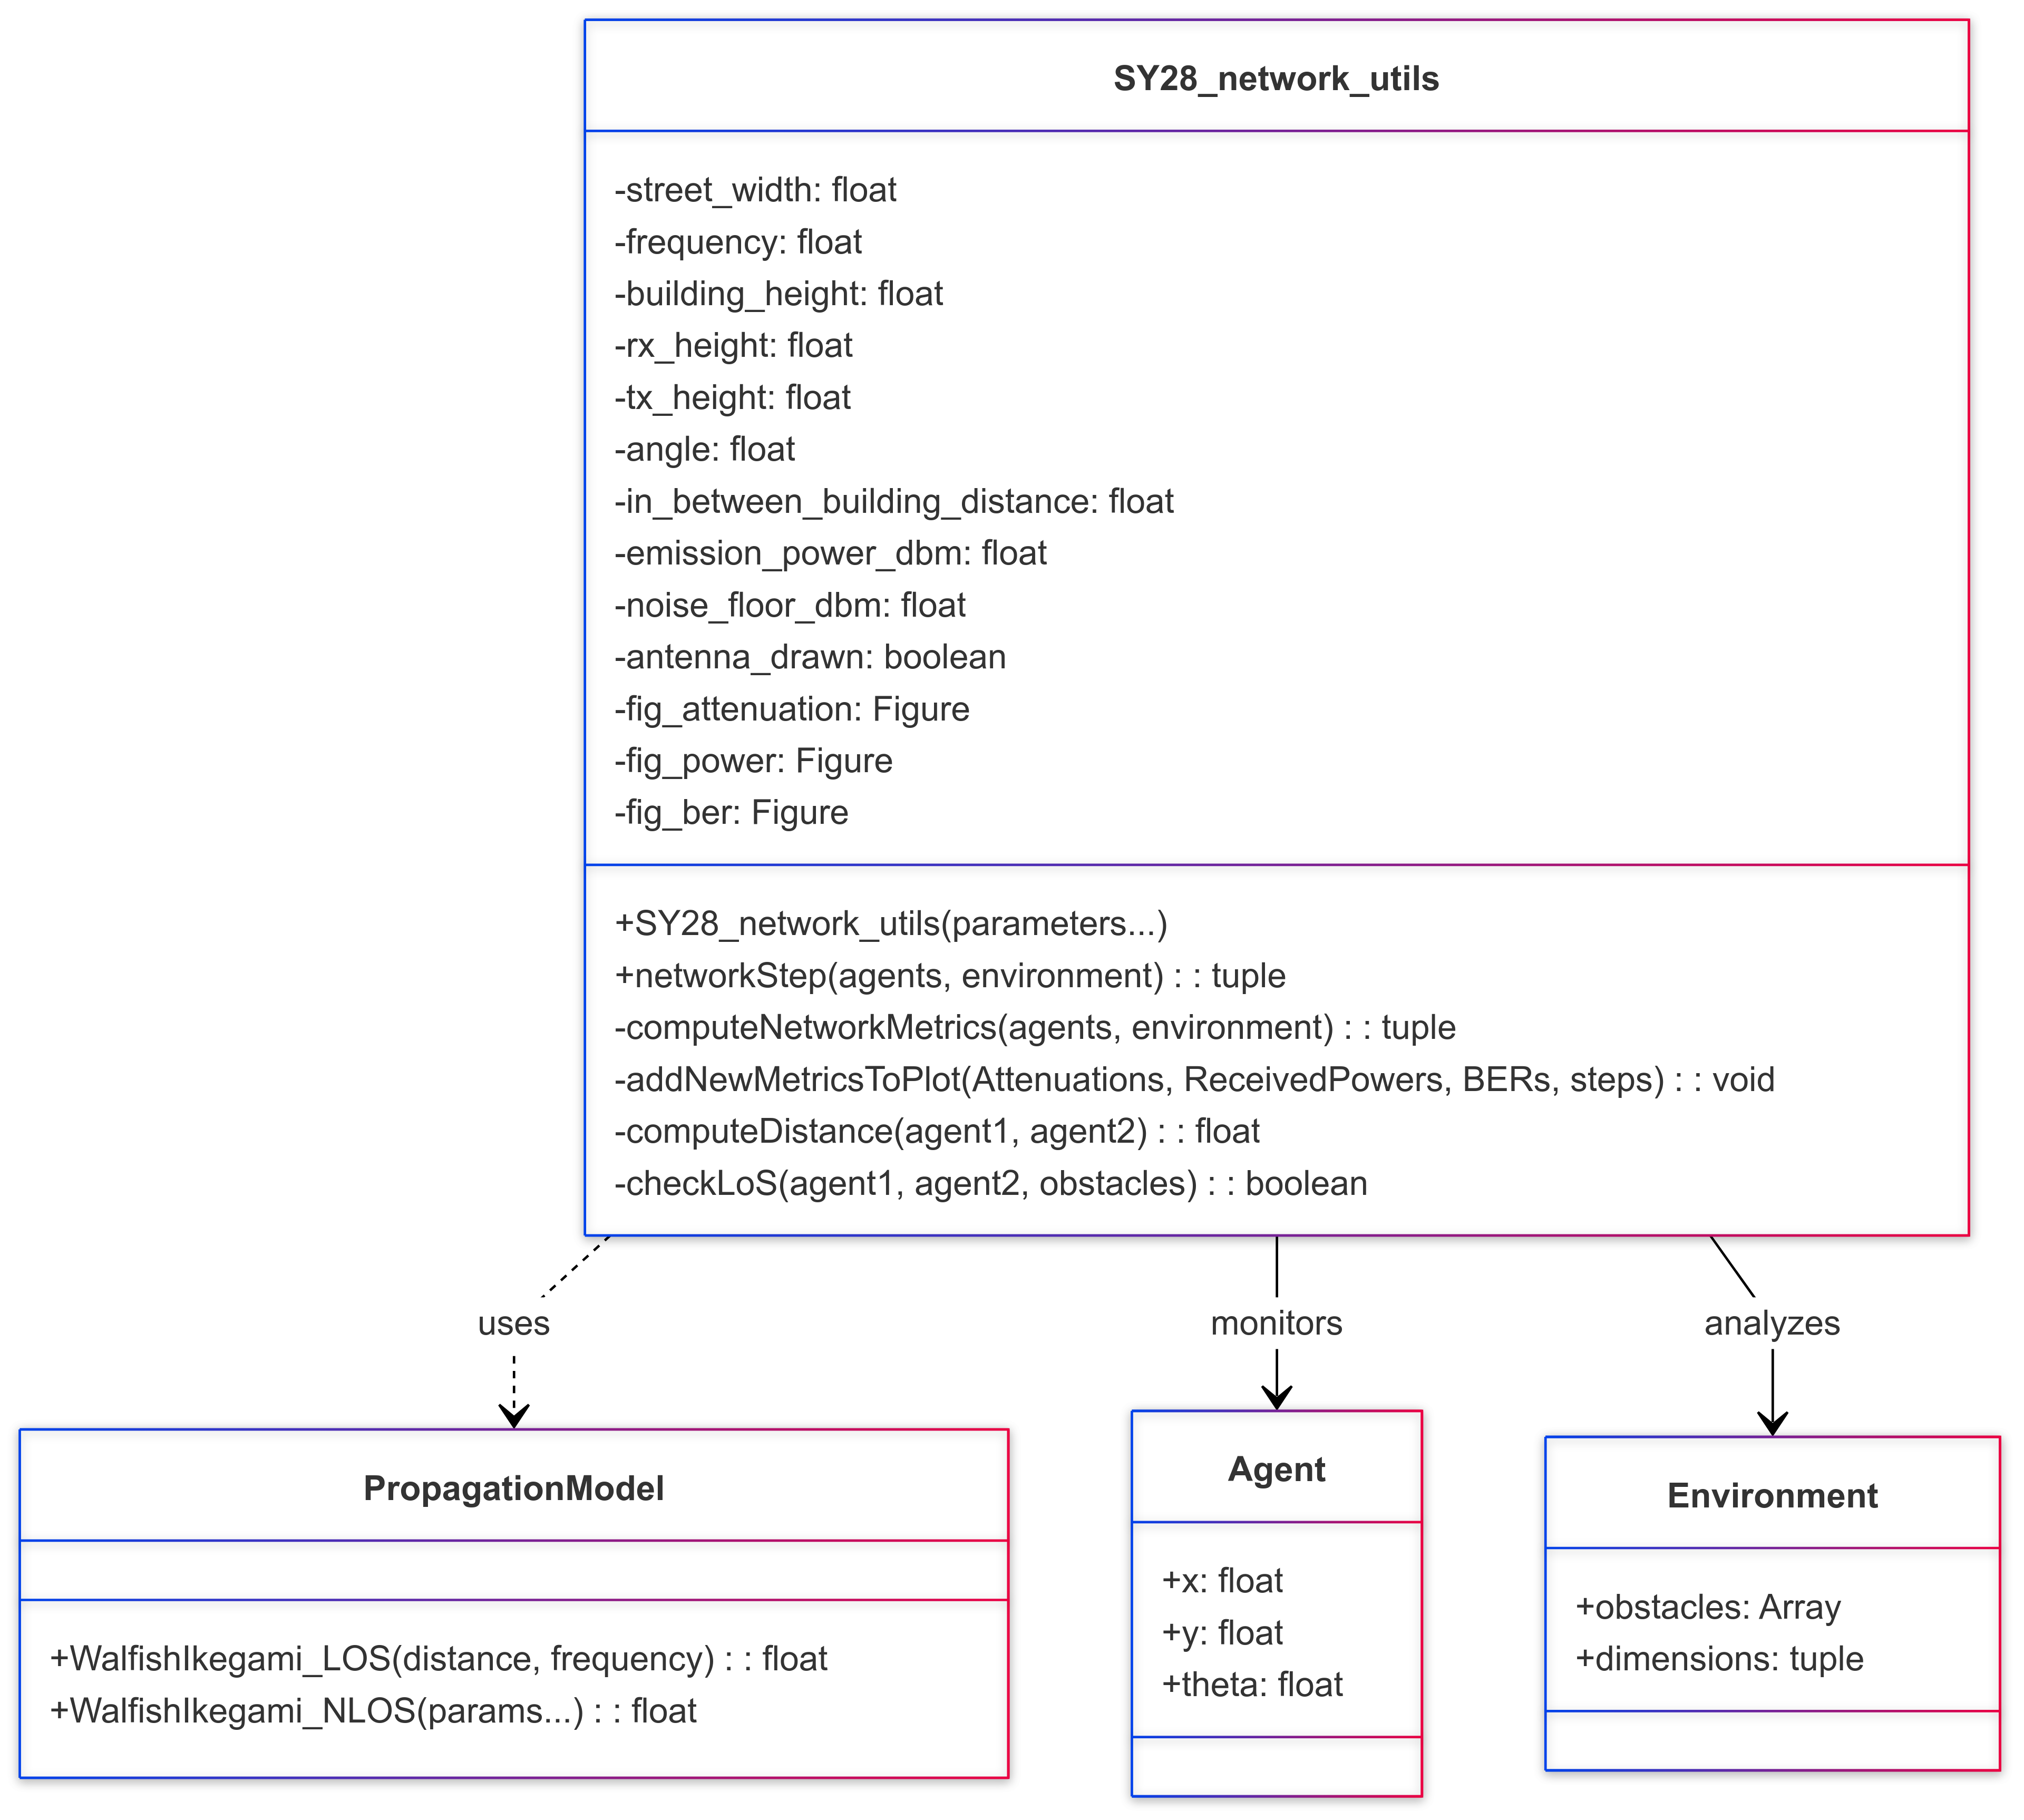 SY28_network_utils
-street_width: float
-frequency: float
-building_height: float
-rx_height: float
-tx_height: float
-angle: float
-in_between_building_distance: float
-emission_power_dbm: float
-noise_floor_dbm: float
-antenna_drawn: boolean
-fig_attenuation: Figure
-fig_power: Figure
-fig_ber: Figure
+SY28_network_utils(parameters...)
+networkStep(agents, environment) : : tuple
-computeNetworkMetrics(agents, environment) : : tuple
-addNewMetricsToPlot(Attenuations, ReceivedPowers, BERs, steps) : : void
-computeDistance(agent1, agent2) : : float
-checkLoS(agent1, agent2, obstacles) : : boolean
uses
monitors
analyzes
PropagationModel
+WalfishIkegami_LOS(distance, frequency) : : float
+WalfishIkegami_NLOS(params...) : : float
Agent
+x: float
+y: float
+theta: float
Environment
+obstacles: Array
+dimensions: tuple